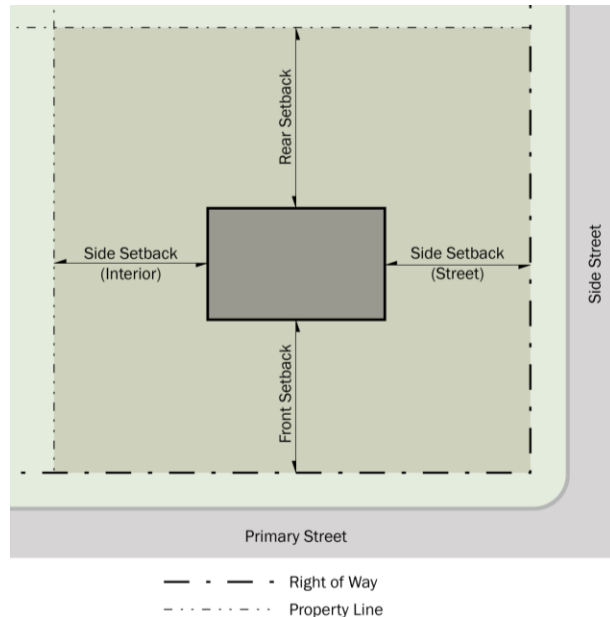 Rear Setback
Side Setback
(Interior)
Side Setback
(Street)
Side Street
Front Setback
Primary Street
Right of Way
Property Line